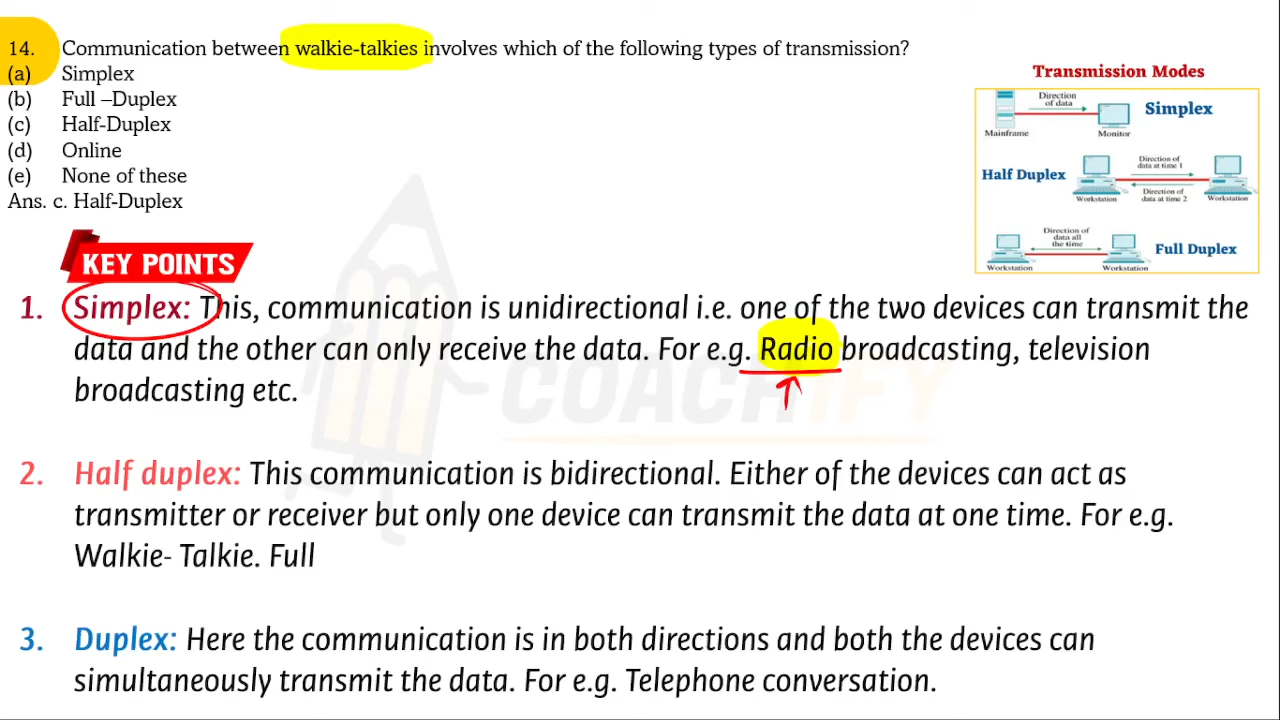 14. Communication between walkie-talkies involves which of the following types of transmission?
(a) Simplex
(b) Full –Duplex
(c) Half-Duplex
(d) Online
(e) None of these
Ans. c. Half-Duplex
Transmission Modes
Direction
of data
Simplex
Mainframe
Monitor
Half Duplex
Direction of
data at time 1
Direction of
data at time 2
Workstation
Workstation
Direction of
data all
the time
Full Duplex
Workstation
Workstation
KEY POINTS
1. Simplex: This, communication is unidirectional i.e. one of the two devices can transmit the
data and the other can only receive the data. For e.g. Radio broadcasting, television
broadcasting etc.
COACHIFY
2. Half duplex: This communication is bidirectional. Either of the devices can act as
transmitter or receiver but only one device can transmit the data at one time. For e.g.
Walkie- Talkie. Full
3. Duplex: Here the communication is in both directions and both the devices can
simultaneously transmit the data. For e.g. Telephone conversation.